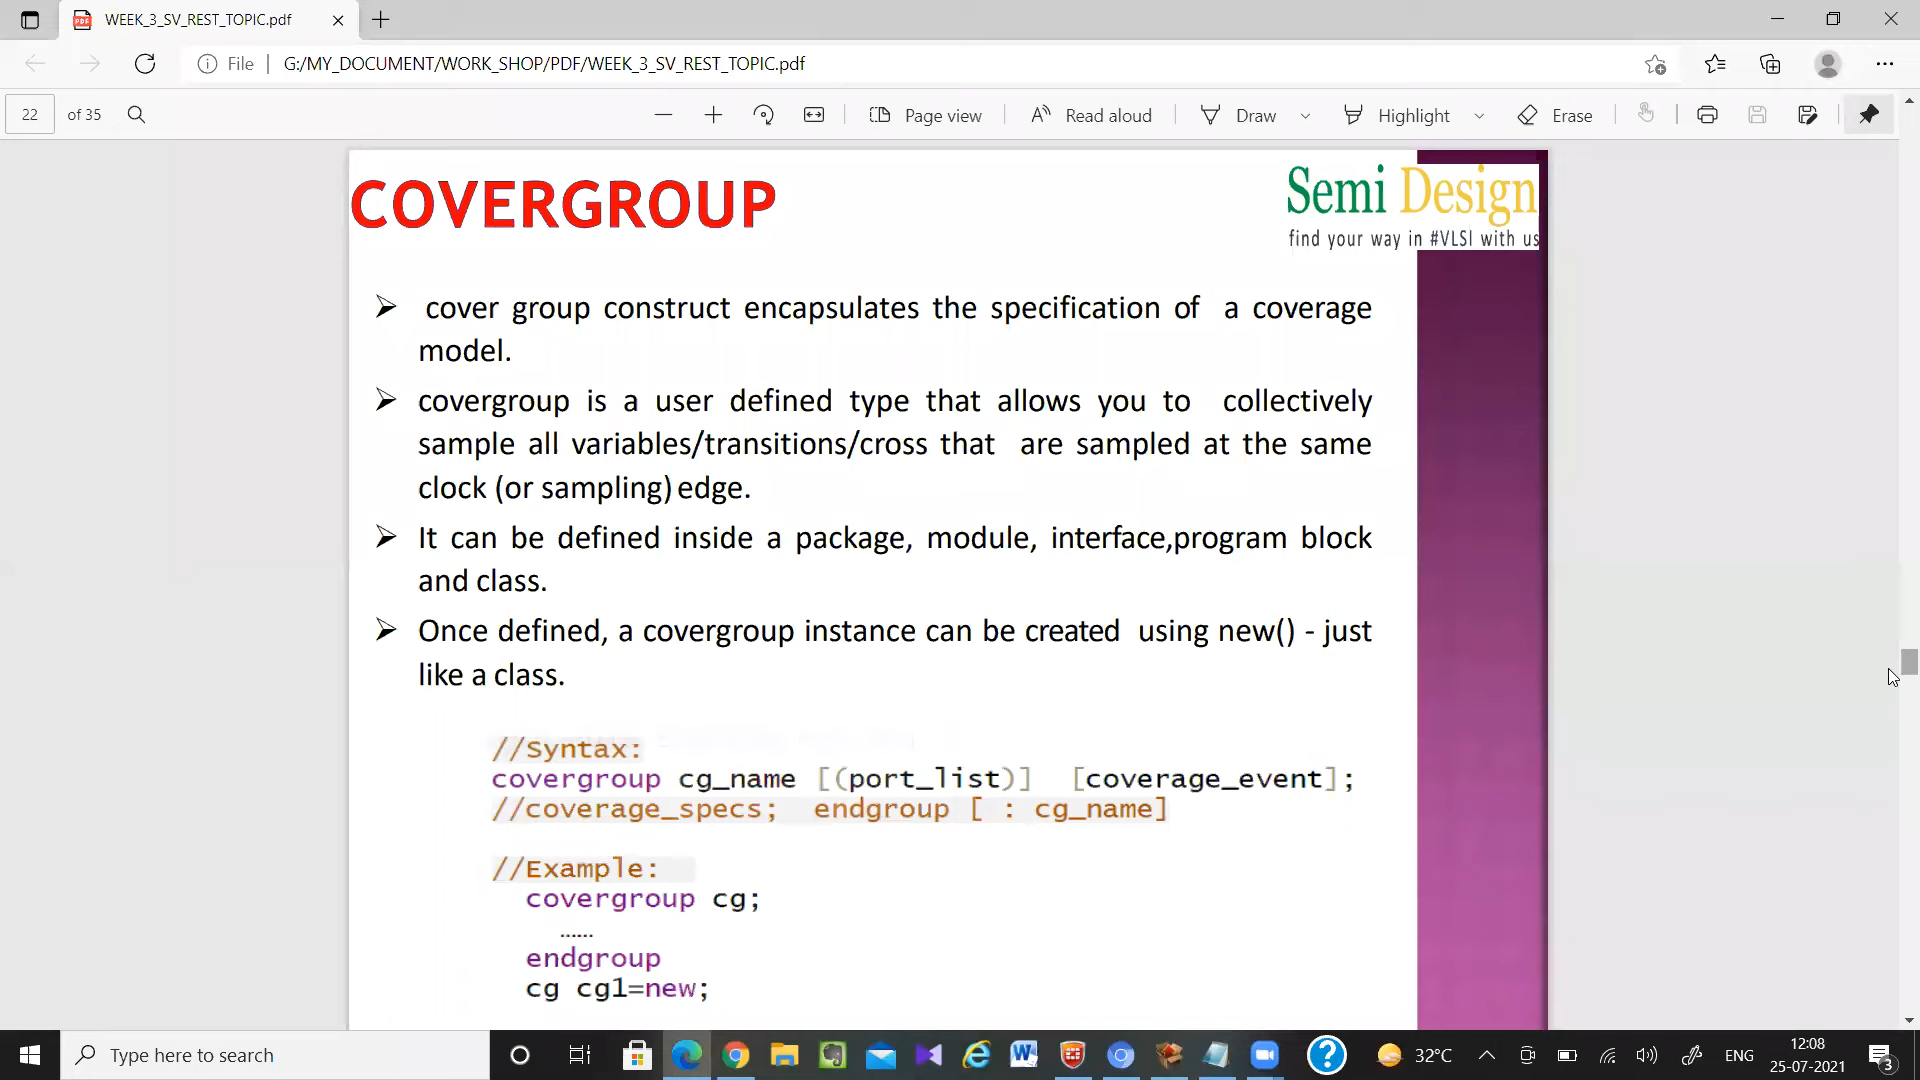 WEEK_3_SV_REST_TOPIC.pdf
File | G:/MY_DOCUMENT/WORK_SHOP/PDF/WEEK_3_SV_REST_TOPIC.pdf
22 of 35
Page view
Read aloud
Draw
Highlight
Erase
COVERGROUP
Semi Design
find your way in #VLSI with us
➢ cover group construct encapsulates the specification of a coverage
model.
➢ covergroup is a user defined type that allows you to collectively
sample all variables/transitions/cross that are sampled at the same
clock (or sampling) edge.
➢ It can be defined inside a package, module, interface,program block
and class.
➢ Once defined, a covergroup instance can be created using new() - just
like a class.
//Syntax:
covergroup cg_name [(port_list)] [coverage_event];
//coverage_specs; endgroup [ : cg_name]
//Example:
covergroup cg;
......
endgroup
cg cg1=new;
Type here to search
32°C
ENG
12:08
25-07-2021
3